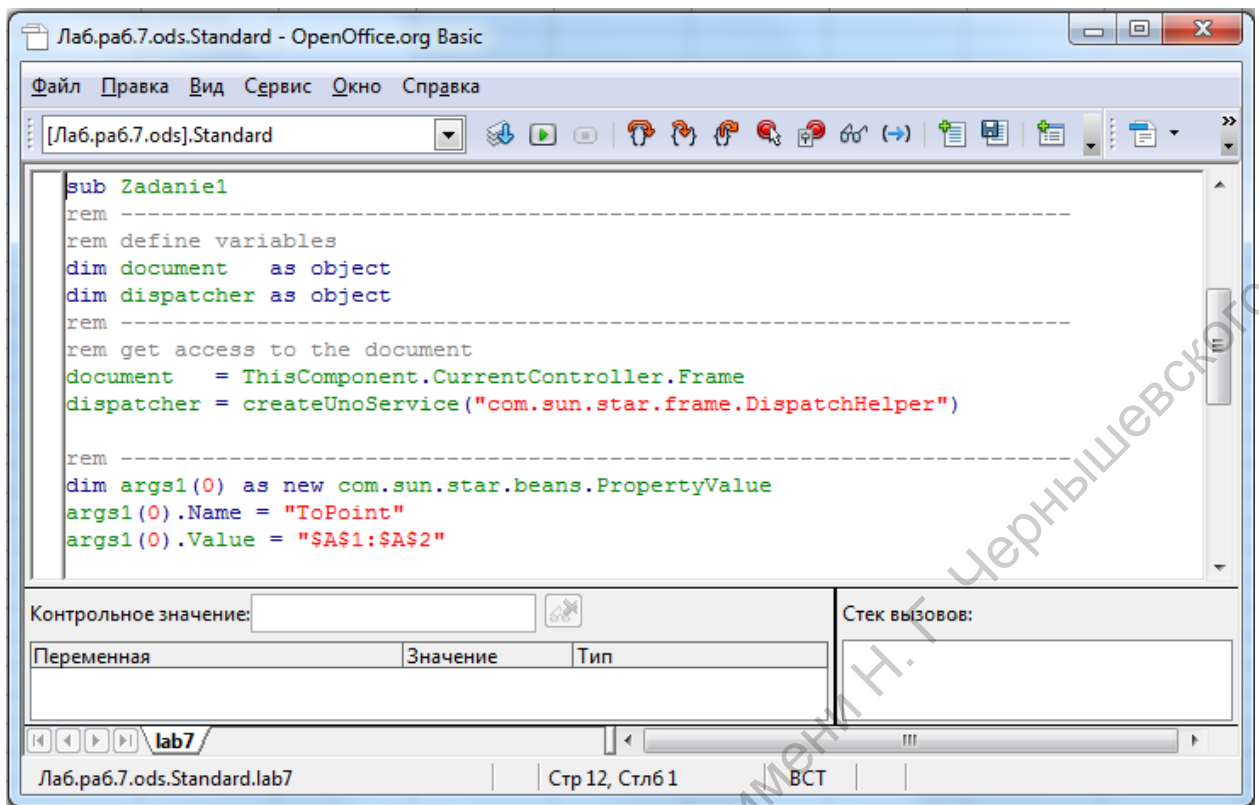 Лаб.раб.7.ods.Standard - OpenOffice.org Basic
Файл Правка Вид Сервис Окно Справка
[Лаб.раб.7.ods].Standard
sub Zadanie1
rem ----------------------------------------------------------------------
rem define variables
dim document   as object
dim dispatcher as object
rem ----------------------------------------------------------------------
rem get access to the document
document   = ThisComponent.CurrentController.Frame
dispatcher = createUnoService("com.sun.star.frame.DispatchHelper")
rem ----------------------------------------------------------------------
dim args1(0) as new com.sun.star.beans.PropertyValue
args1(0).Name = "ToPoint"
args1(0).Value = "$A$1:$A$2"
Контрольное значение:
Стек вызовов:
Переменная Значение Тип
lab7
Лаб.раб.7.ods.Standard.lab7 Стр 12, Стлб 1 ВСТ
имени Н. Г. Чернышевского